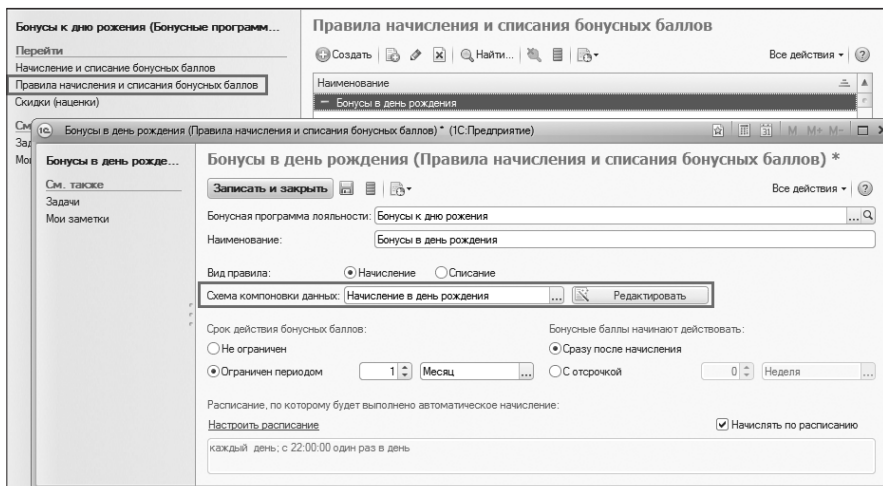 Бонусы к дню рожения (Бонусные программ...
Перейти
Начисление и списание бонусных баллов
Правила начисления и списания бонусных баллов
Скидки (наценки)
Правила начисления и списания бонусных баллов
Создать Найти... Все действия
Наименование
Бонусы в день рождения
Бонусы в день рождения (Правила начисления и списания бонусных баллов) * (1С:Предприятие) M M+ M-
Бонусы в день рожде...
См. также
Задачи
Мои заметки
Бонусы в день рождения (Правила начисления и списания бонусных баллов) *
Записать и закрыть Все действия
Бонусная программа лояльности: Бонусы к дню рожения ...
Наименование: Бонусы в день рождения
Вид правила: Начисление Списание
Схема компоновки данных: Начисление в день рождения ... Редактировать
Срок действия бонусных баллов: Бонусные баллы начинают действовать:
Не ограничен Сразу после начисления
Ограничен периодом 1 Месяц ... С отсрочкой 0 Неделя ...
Расписание, по которому будет выполнено автоматическое начисление:
Настроить расписание Начислять по расписанию
каждый день; с 22:00:00 один раз в день